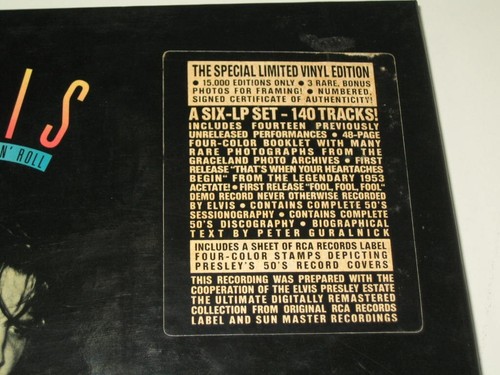 IS
N' ROLL
THE SPECIAL LIMITED VINYL EDITION
• 15,000 EDITIONS ONLY • 3 RARE, BONUS
PHOTOS FOR FRAMING! • NUMBERED,
SIGNED CERTIFICATE OF AUTHENTICITY!
A SIX-LP SET – 140 TRACKS!
INCLUDES FOURTEEN PREVIOUSLY
UNRELEASED PERFORMANCES • 48-PAGE
FOUR-COLOR BOOKLET WITH MANY
RARE PHOTOGRAPHS FROM THE
GRACELAND PHOTO ARCHIVES • FIRST
RELEASE "THAT'S WHEN YOUR HEARTACHES
BEGIN" FROM THE LEGENDARY 1953
ACETATE! • FIRST RELEASE "FOOL, FOOL, FOOL"
DEMO RECORD NEVER OTHERWISE RECORDED
BY ELVIS • CONTAINS COMPLETE 50'S
SESSIONOGRAPHY • CONTAINS COMPLETE
50'S DISCOGRAPHY • BIOGRAPHICAL
TEXT BY PETER GURALNICK
INCLUDES A SHEET OF RCA RECORDS LABEL
FOUR-COLOR STAMPS DEPICTING
PRESLEY'S 50'S RECORD COVERS
THIS RECORDING WAS PREPARED WITH THE
COOPERATION OF THE ELVIS PRESLEY ESTATE
THE ULTIMATE DIGITALLY REMASTERED
COLLECTION FROM ORIGINAL RCA RECORDS
LABEL AND SUN MASTER RECORDINGS